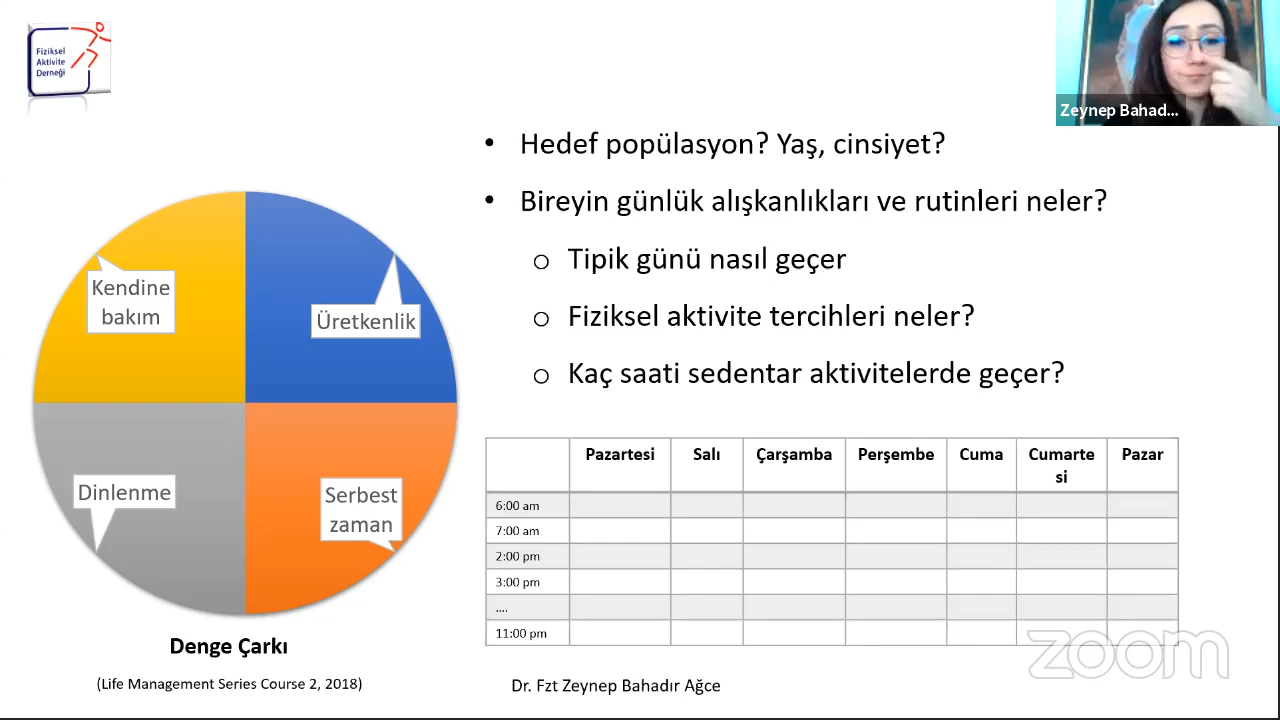 Fiziksel
Aktivite
Derneği
Zeynep Bahad...
• Hedef popülasyon? Yaş, cinsiyet?
• Bireyin günlük alışkanlıkları ve rutinleri neler?
o Tipik günü nasıl geçer
o Fiziksel aktivite tercihleri neler?
o Kaç saati sedentar aktivitelerde geçer?
Kendine
bakım
Üretkenlik
Dinlenme
Serbest
zaman
Denge Çarkı
(Life Management Series Course 2, 2018)
Pazartesi Salı Çarşamba Perşembe Cuma Cumarte Pazar
si
6:00 am
7:00 am
2:00 pm
3:00 pm
....
11:00 pm
zoom
Dr. Fzt Zeynep Bahadır Ağce